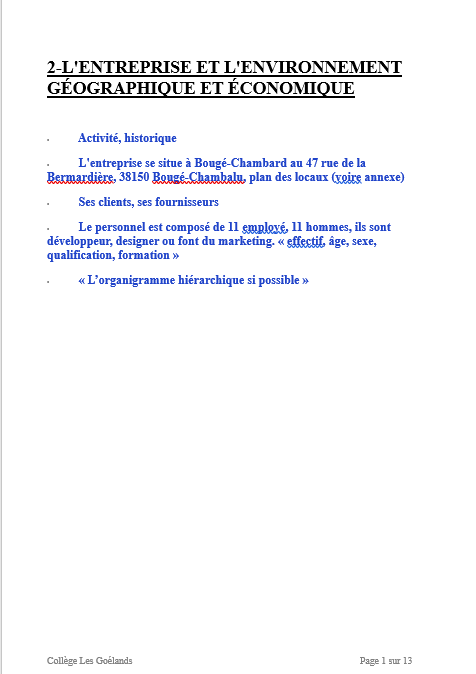 2-L'ENTREPRISE ET L'ENVIRONNEMENT
GÉOGRAPHIQUE ET ÉCONOMIQUE
· Activité, historique
· L'entreprise se situe à Bougé-Chambard au 47 rue de la
Bermardière, 38150 Bougé-Chambalu, plan des locaux (voire annexe)
· Ses clients, ses fournisseurs
· Le personnel est composé de 11 employé, 11 hommes, ils sont
développeur, designer ou font du marketing. « effectif, âge, sexe,
qualification, formation »
· « L’organigramme hiérarchique si possible »
Collège Les Goélands Page 1 sur 13